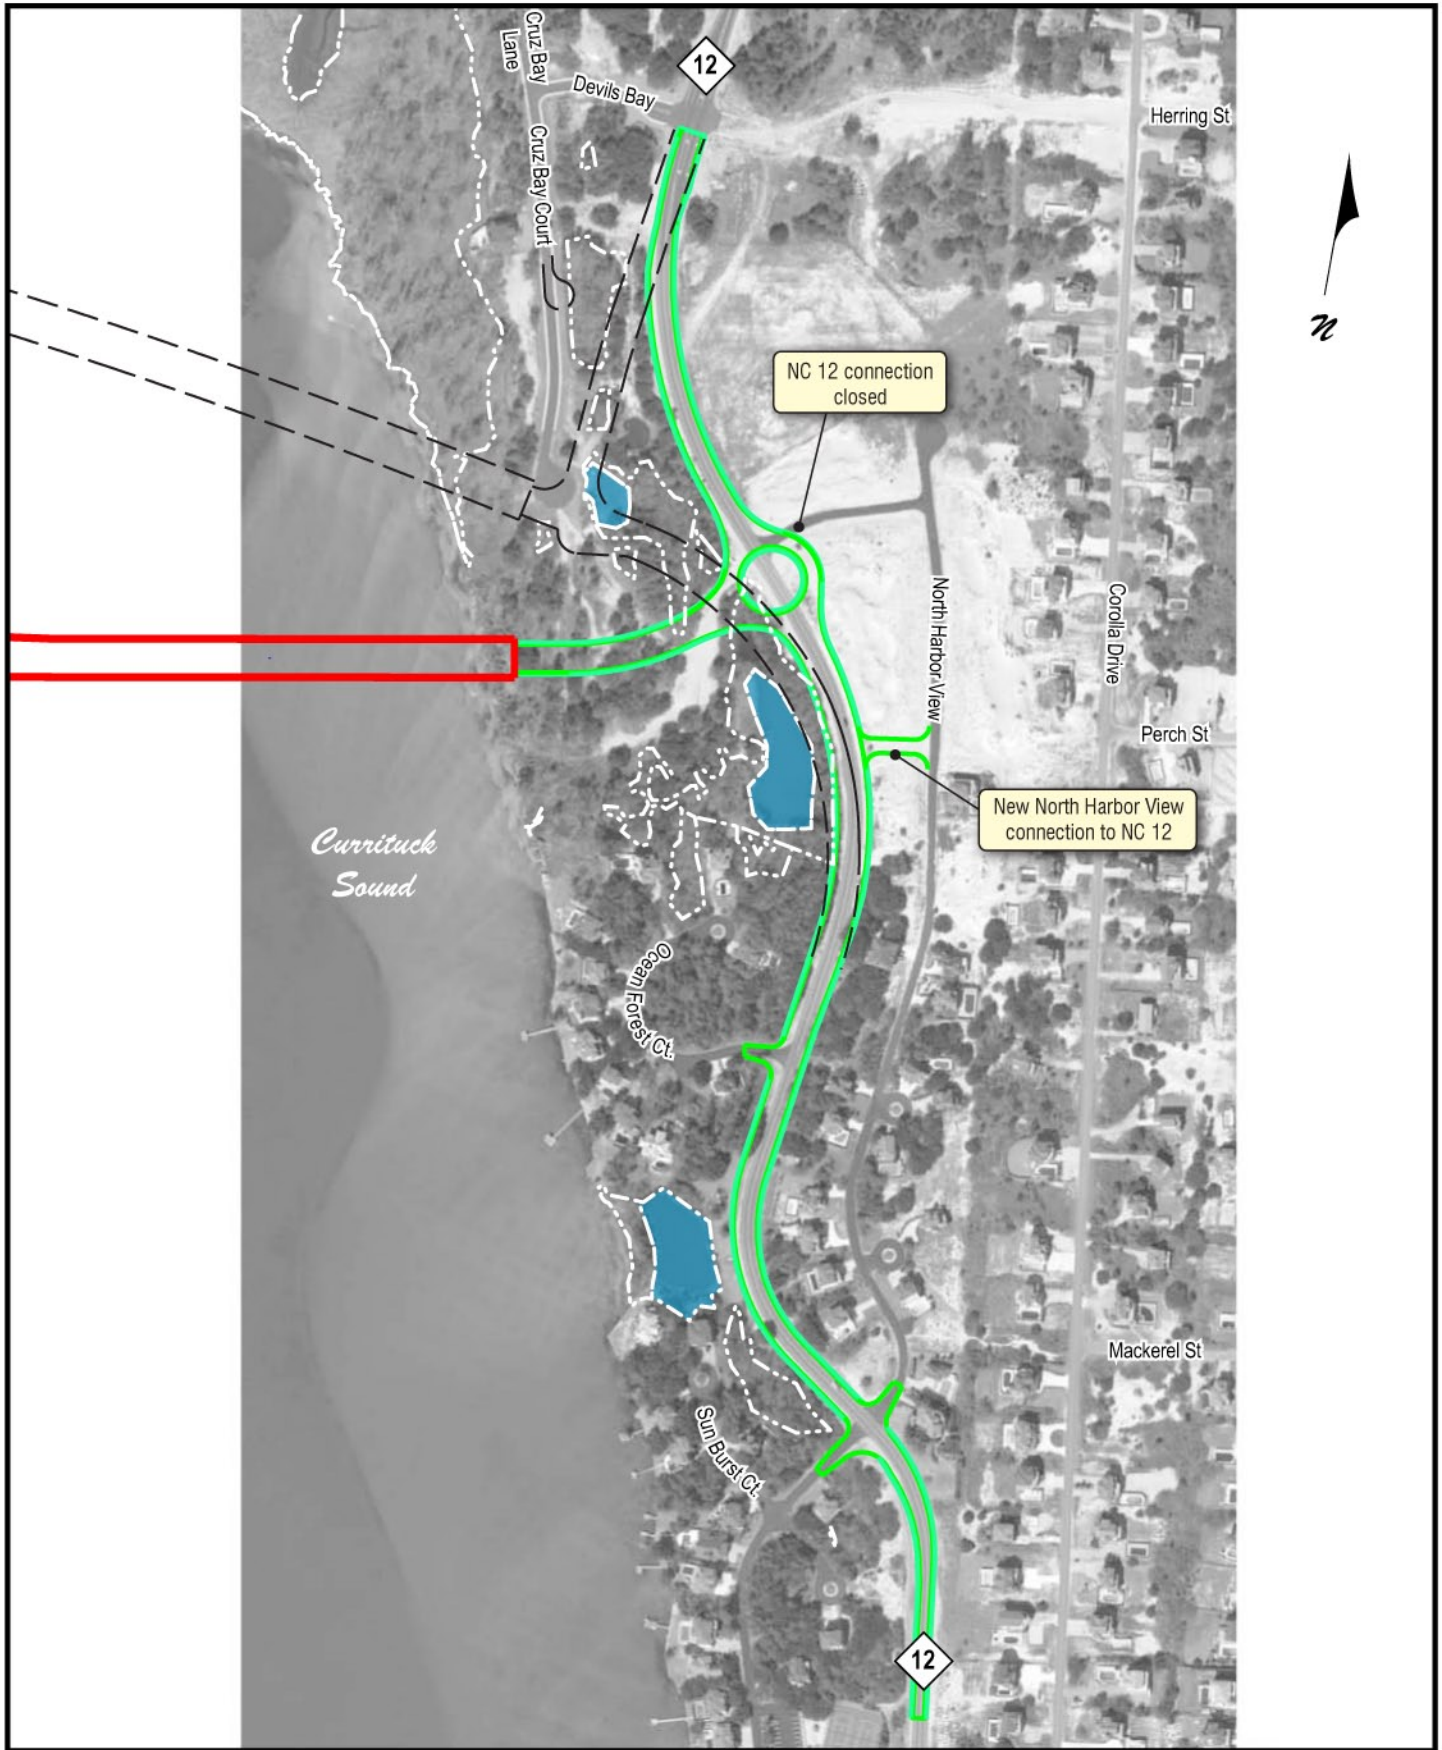 Cruz Bay
Lane
12
Devils Bay
Herring St
Cruz Bay Court
n
NC 12 connection
closed
North Harbor View
Corolla Drive
Perch St
New North Harbor View
connection to NC 12
Currituck
Sound
Ocean Forest Ct.
Mackerel St
Sun Burst Ct.
12